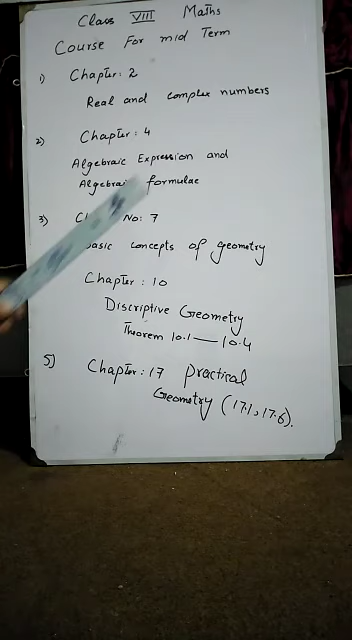 Class VIII Maths
Course For mid Term
1) Chapter: 2
Real and complex numbers
2) Chapter: 4
Algebraic Expression and
formulae
3) No: 7
concepts of geometry
Chapter: 10
Discriptive Geometry
Theorem 10.1 — 10.4
5) Chapter: 17 Practical
Geometry (17.1, 17.6).